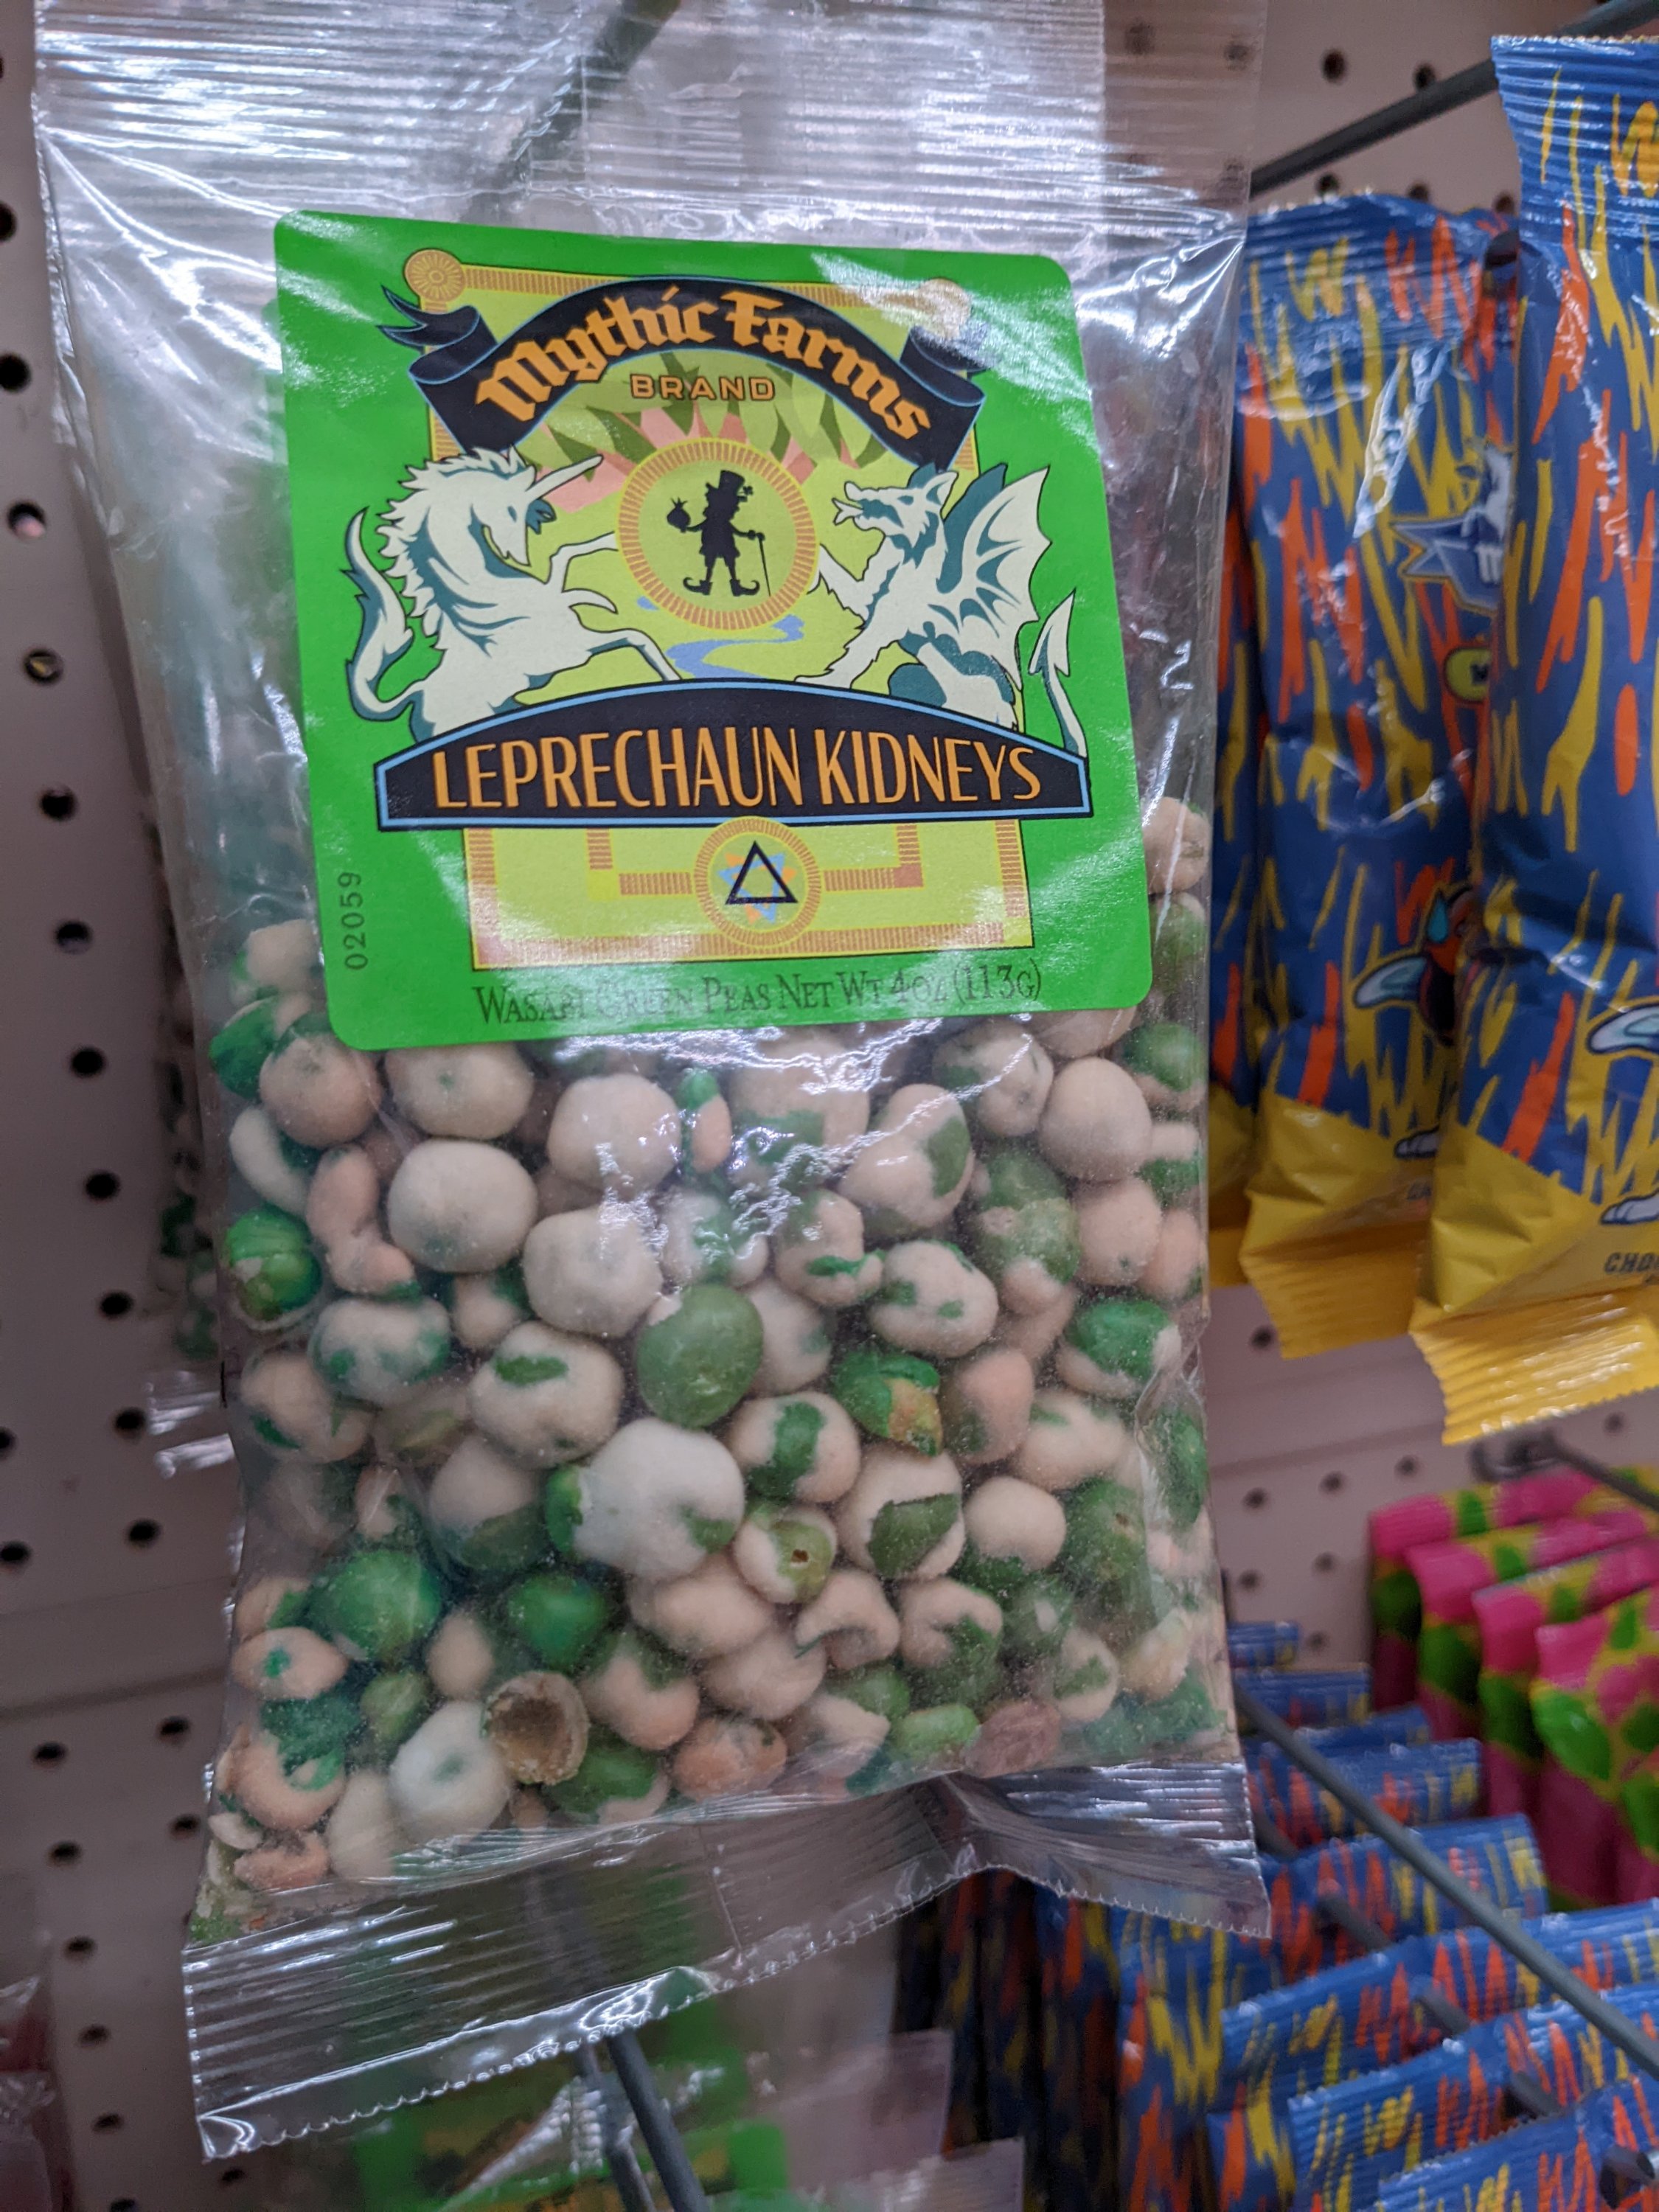 Mythic Farms
BRAND
LEPRECHAUN KIDNEYS
02059
WASABI GREEN PEAS NET WT 4OZ (113G)